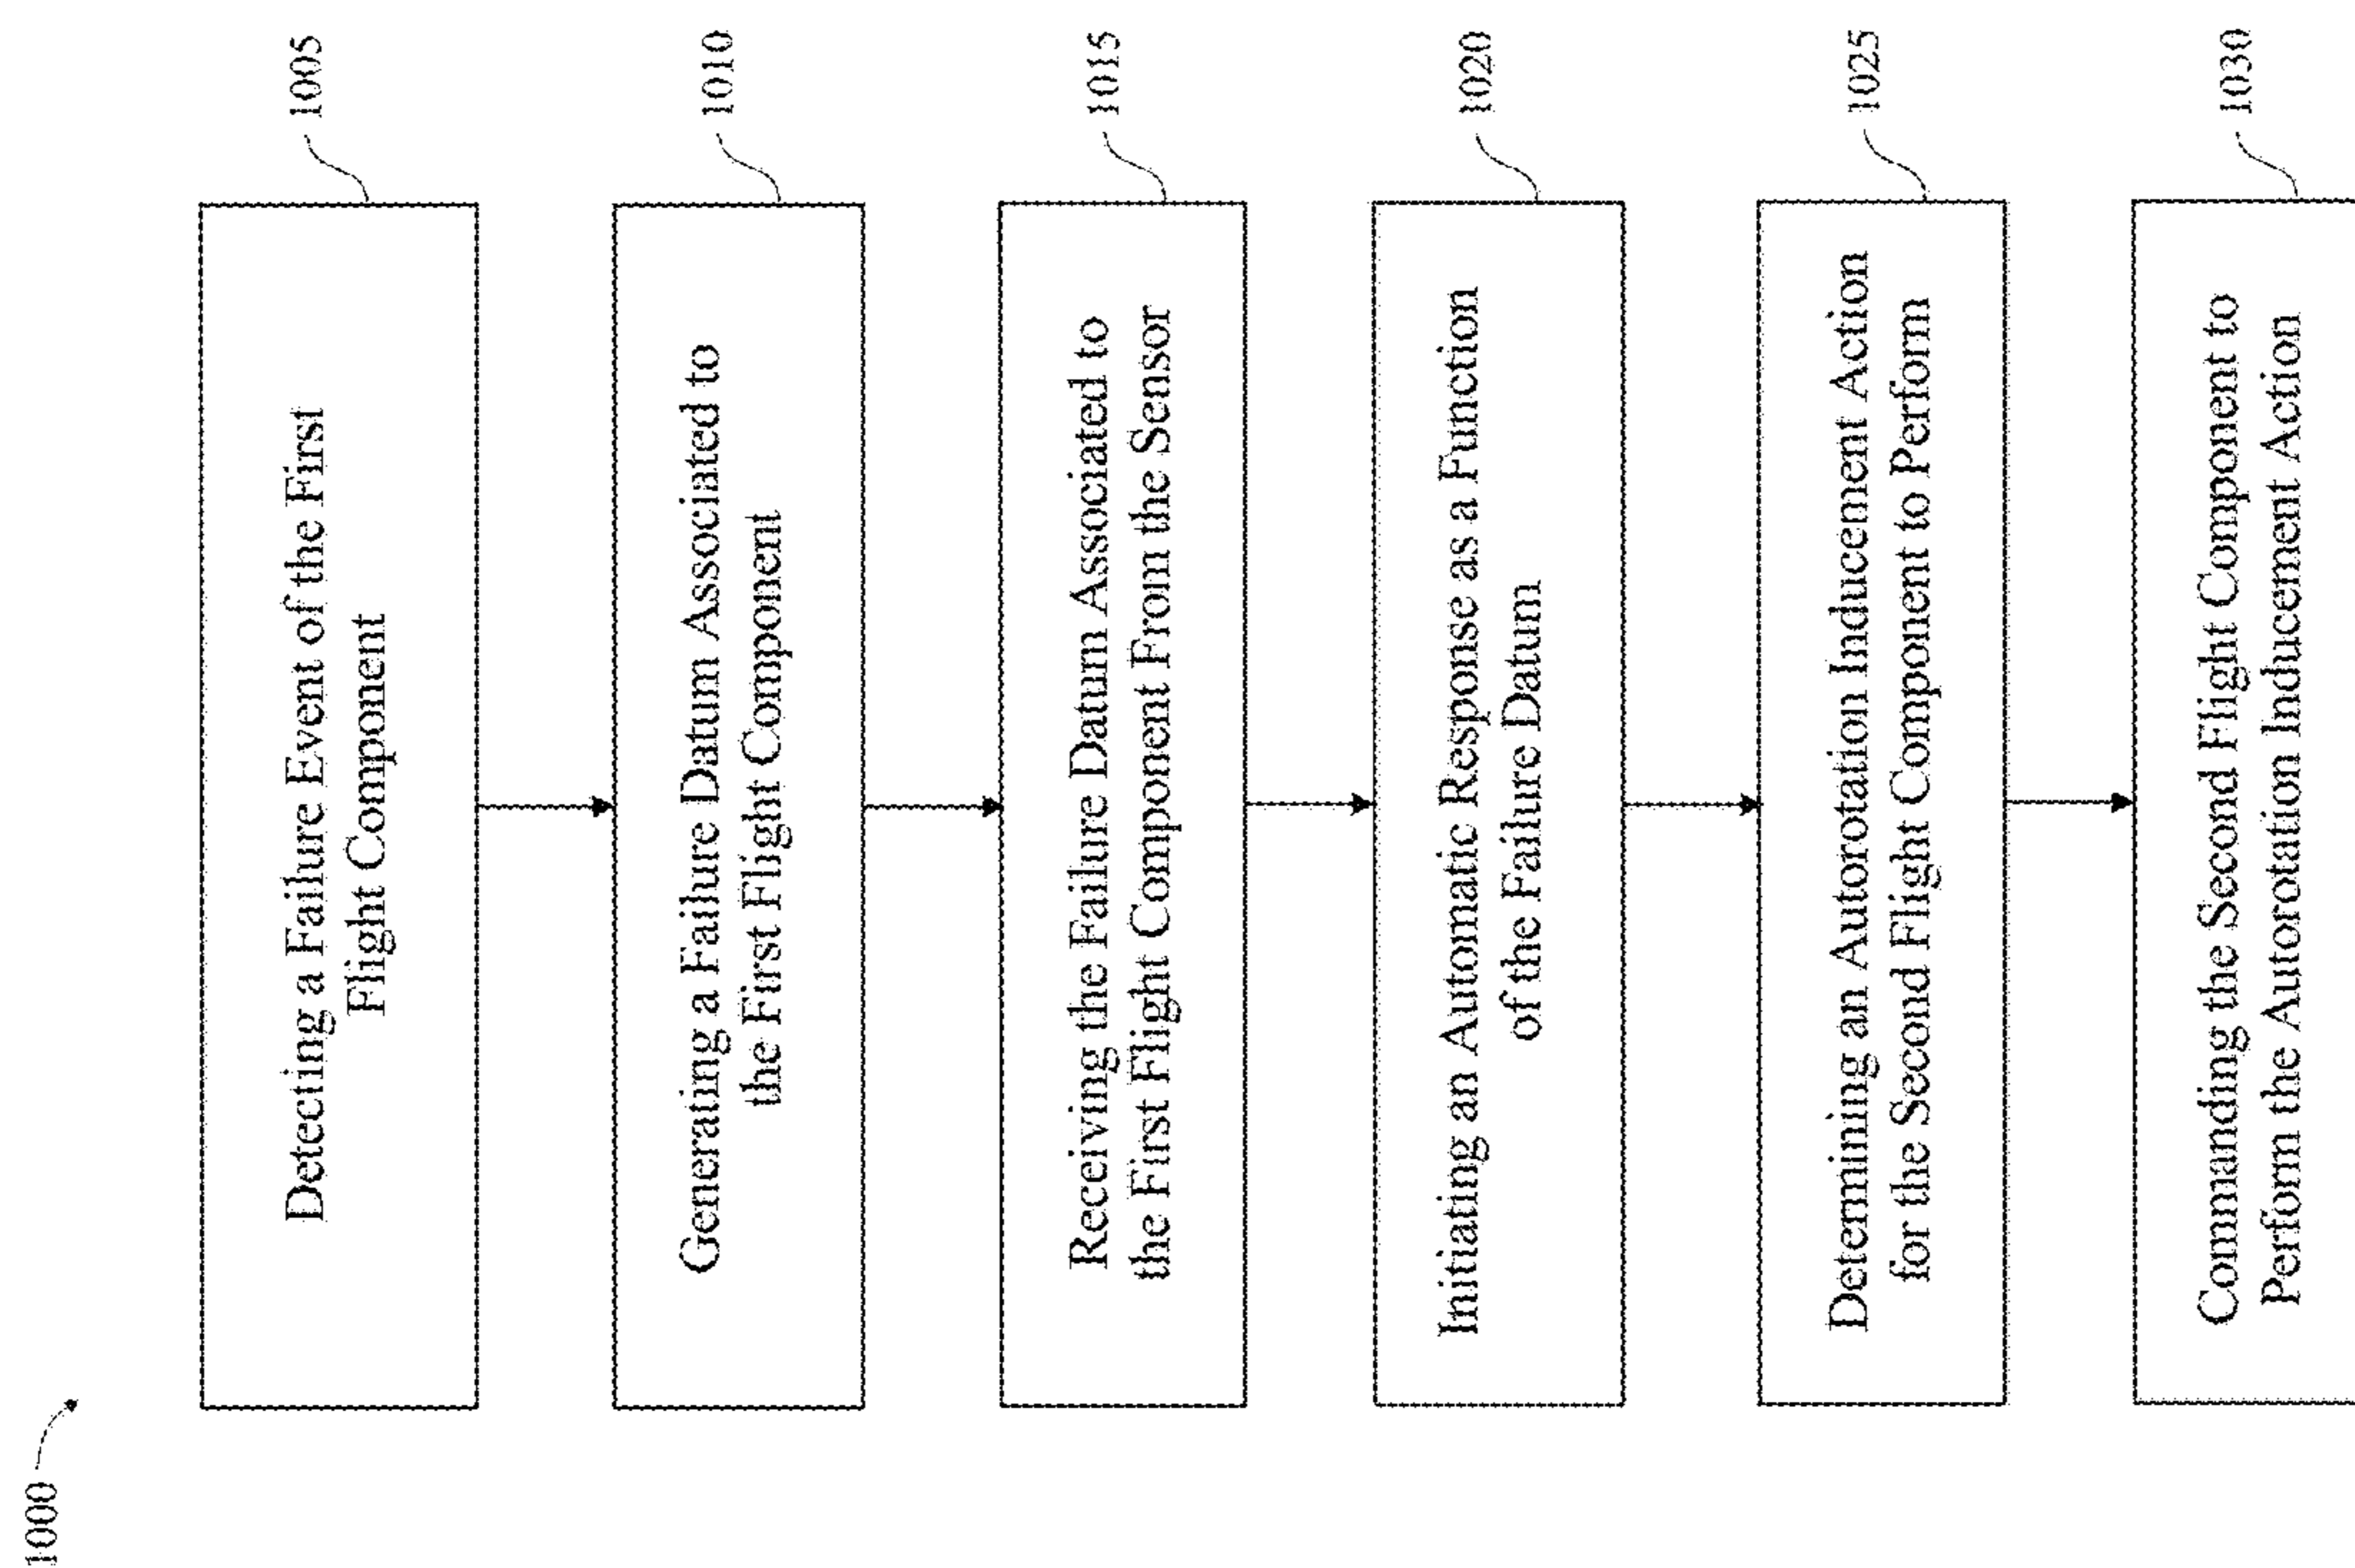 1000
Detecting a Failure Event of the First
Flight Component
1005
Generating a Failure Datum Associated to
the First Flight Component
1010
Receiving the Failure Datum Associated to
the First Flight Component From the Sensor
1015
Initiating an Automatic Response as a Function
of the Failure Datum
1020
Determining an Autorotation Inducement Action
for the Second Flight Component to Perform
1025
Commanding the Second Flight Component to
Perform the Autorotation Inducement Action
1030